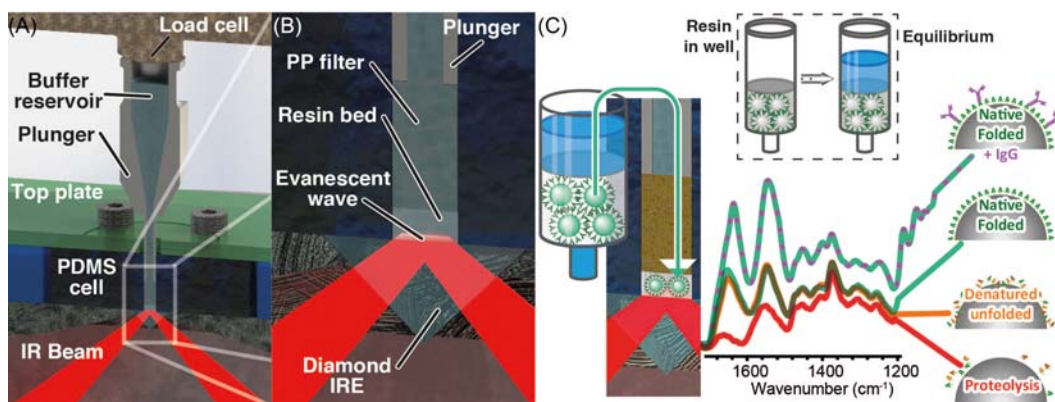 (A)
Load cell
Buffer
reservoir
Plunger
Top plate
PDMS
cell
IR Beam
(B)
Plunger
PP filter
Resin bed
Evanescent
wave
Diamond
IRE
(C)
Resin
in well
Equilibrium
Native
Folded
+ IgG
Native
Folded
Denatured
unfolded
Proteolysis
1600
1400
1200
Wavenumber (cm⁻¹)